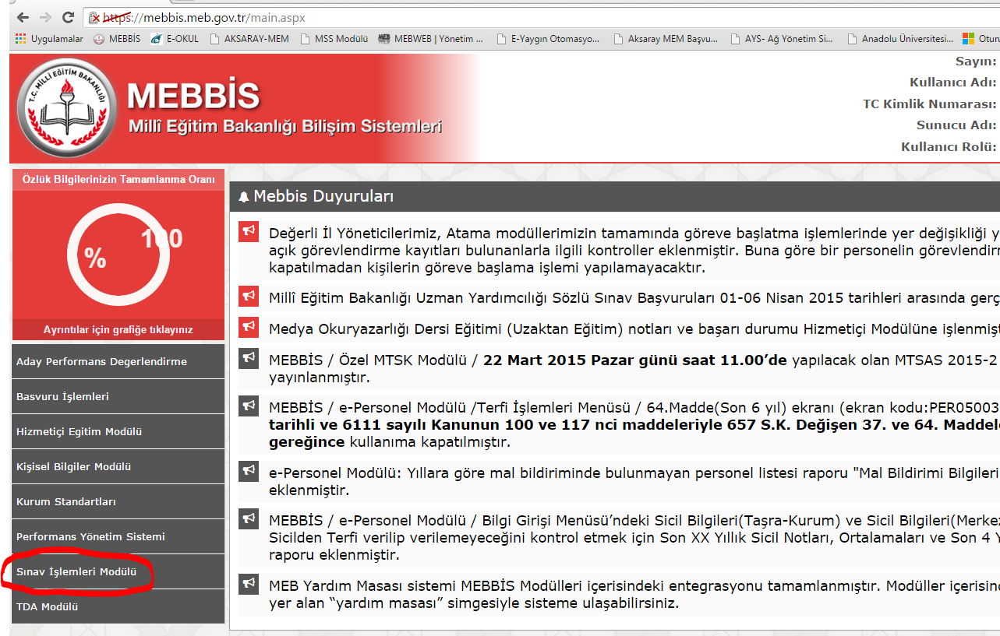 https://mebbis.meb.gov.tr/main.aspx
Uygulamalar MEBBİS E-OKUL AKSARAY-MEM MSS Modülü MEBWEB | Yönetim ... E-Yaygın Otomasyo... Aksaray MEM Başvu... AYS- Ağ Yönetim Si... Anadolu Üniversitesi... Oturu
T.C. MİLLİ EĞİTİM BAKANLIĞI
MEBBİS
Millî Eğitim Bakanlığı Bilişim Sistemleri
Sayın:
Kullanıcı Adı:
TC Kimlik Numarası:
Sunucu Adı:
Kullanıcı Rolü:
Özlük Bilgilerinizin Tamamlanma Oranı
% 100
Ayrıntılar için grafiğe tıklayınız
Aday Performans Degerlendirme
Basvuru İşlemleri
Hizmetiçi Egitim Modülü
Kişisel Bilgiler Modülü
Kurum Standartları
Performans Yönetim Sistemi
Sınav İşlemleri Modülü
TDA Modülü
Mebbis Duyuruları
Değerli İl Yöneticilerimiz, Atama modüllerimizin tamamında göreve başlatma işlemlerinde yer değişikliği y
açık görevlendirme kayıtları bulunanlarla ilgili kontroller eklenmiştir. Buna göre bir personelin görevlendir
kapatılmadan kişilerin göreve başlama işlemi yapılamayacaktır.
Millî Eğitim Bakanlığı Uzman Yardımcılığı Sözlü Sınav Başvuruları 01-06 Nisan 2015 tarihleri arasında gerç
Medya Okuryazarlığı Dersi Eğitimi (Uzaktan Eğitim) notları ve başarı durumu Hizmetiçi Modülüne işlenmişt
MEBBİS / Özel MTSK Modülü / 22 Mart 2015 Pazar günü saat 11.00’de yapılacak olan MTSAS 2015-2
yayınlanmıştır.
MEBBİS / e-Personel Modülü /Terfi İşlemleri Menüsü / 64.Madde(Son 6 yıl) ekranı (ekran kodu:PER05003
tarihli ve 6111 sayılı Kanunun 100 ve 117 nci maddeleriyle 657 S.K. Değişen 37. ve 64. Maddele
gereğince kullanıma kapatılmıştır.
e-Personel Modülü: Yıllara göre mal bildiriminde bulunmayan personel listesi raporu "Mal Bildirimi Bilgileri
eklenmiştir.
MEBBİS / e-Personel Modülü / Bilgi Girişi Menüsü’ndeki Sicil Bilgileri(Taşra-Kurum) ve Sicil Bilgileri(Merkez
Sicilden Terfi verilip verilemeyeceğini kontrol etmek için Son XX Yıllık Sicil Notları, Ortalamaları ve Son 4 Y
raporu eklenmiştir.
MEB Yardım Masası sistemi MEBBİS Modülleri içerisindeki entegrasyonu tamamlanmıştır. Modüller içerisind
yer alan “yardım masası” simgesiyle sisteme ulaşabilirsiniz.